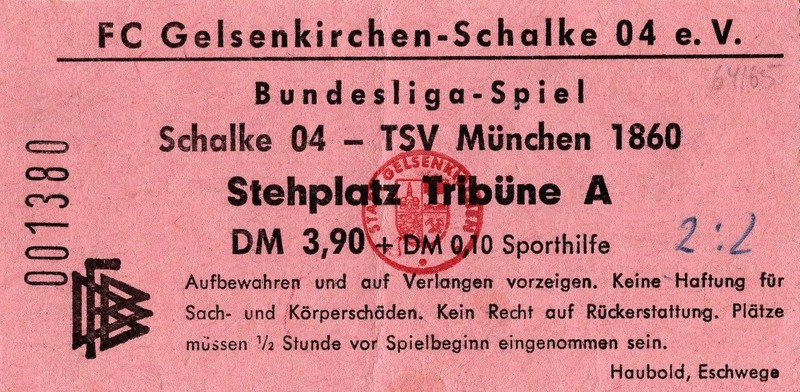 FC Gelsenkirchen-Schalke 04 e. V.
64/65
Bundesliga-Spiel
Schalke 04 – TSV München 1860
Stehplatz Tribüne A
DM 3,90 + DM 0,10 Sporthilfe
2:2
Aufbewahren und auf Verlangen vorzeigen. Keine Haftung für
Sach- und Körperschäden. Kein Recht auf Rückerstattung. Plätze
müssen ½ Stunde vor Spielbeginn eingenommen sein.
Haubold, Eschwege
001380
STADT GELSENKIRCHEN